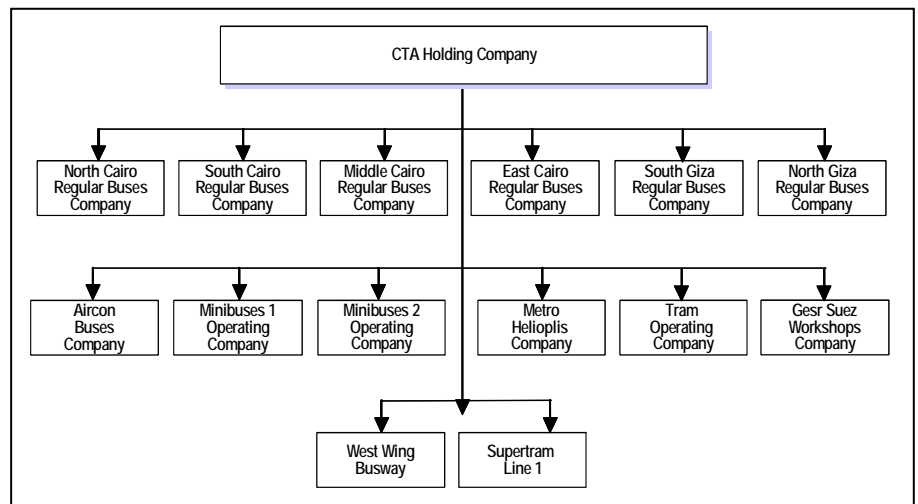 CTA Holding Company
North Cairo
Regular Buses
Company
South Cairo
Regular Buses
Company
Middle Cairo
Regular Buses
Company
East Cairo
Regular Buses
Company
South Giza
Regular Buses
Company
North Giza
Regular Buses
Company
Aircon
Buses
Company
Minibuses 1
Operating
Company
Minibuses 2
Operating
Company
Metro
Helioplis
Company
Tram
Operating
Company
Gesr Suez
Workshops
Company
West Wing
Busway
Supertram
Line 1